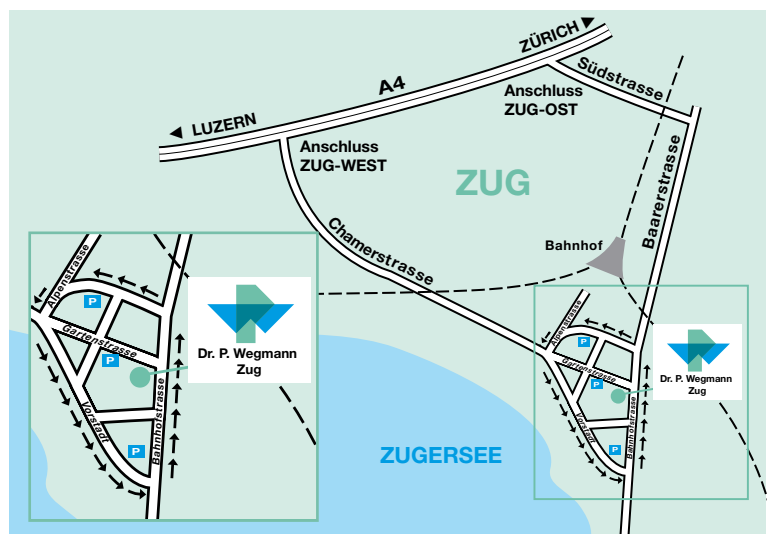 ZÜRICH
A4
LUZERN
Südstrasse
Anschluss
ZUG-OST
Anschluss
ZUG-WEST
ZUG
Baarerstrasse
Chamerstrasse
Bahnhof
Alpenstrasse
P
Gartenstrasse
P
Vorstadt
P
Bahnhofstrasse
Dr. P. Wegmann
Zug
Alpenstrasse
P
Gartenstrasse
P
Vorstadt
P
Bahnhofstrasse
Dr. P. Wegmann
Zug
ZUGERSEE